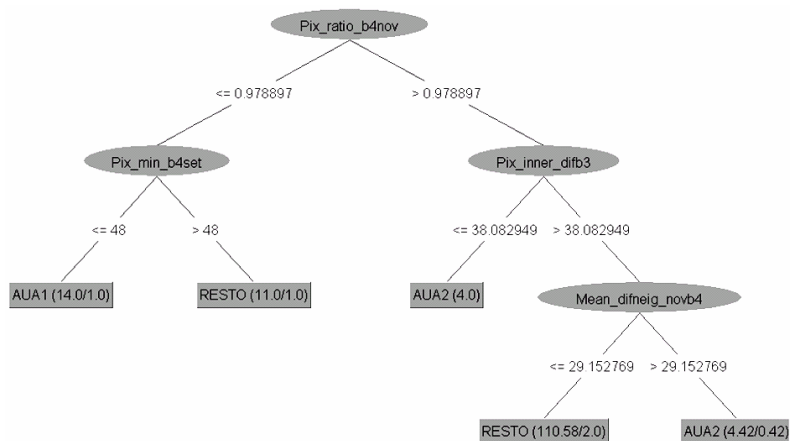 Pix_ratio_b4nov
<= 0.978897
> 0.978897
Pix_min_b4set
Pix_inner_difb3
<= 48
> 48
<= 38.082949
> 38.082949
AUA1 (14.0/1.0)
RESTO (11.0/1.0)
AUA2 (4.0)
Mean_difneig_novb4
<= 29.152769
> 29.152769
RESTO (110.58/2.0)
AUA2 (4.42/0.42)